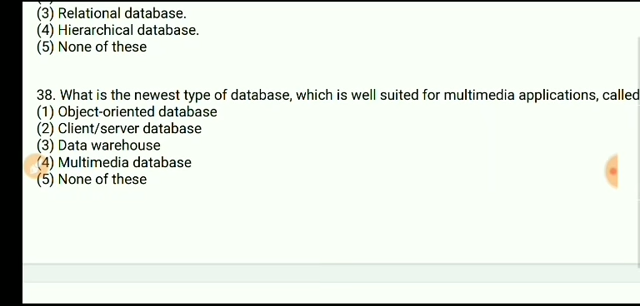 (3) Relational database.
(4) Hierarchical database.
(5) None of these
38. What is the newest type of database, which is well suited for multimedia applications, called
(1) Object-oriented database
(2) Client/server database
(3) Data warehouse
(4) Multimedia database
(5) None of these